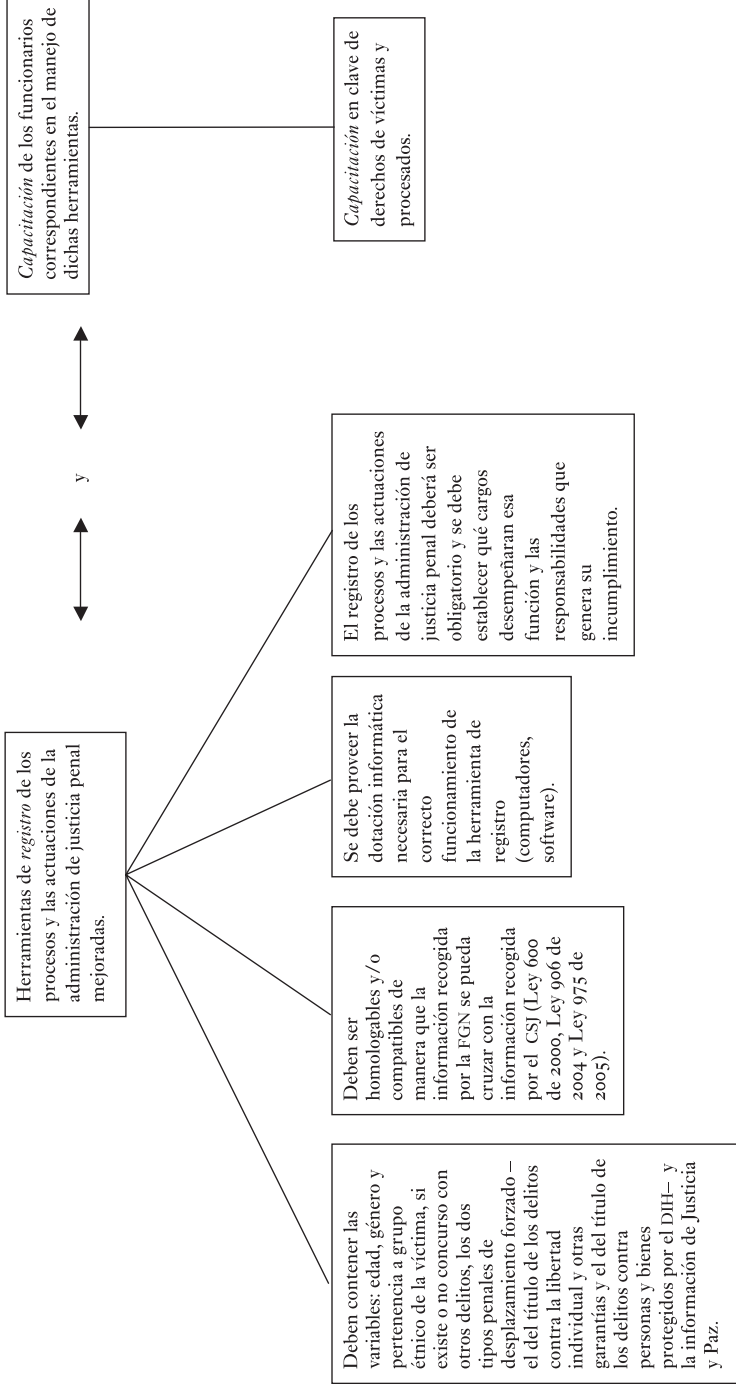 Herramientas de registro de los
procesos y las actuaciones de la
administración de justicia penal
mejoradas.
y
Capacitación de los funcionarios
correspondientes en el manejo de
dichas herramientas.
Deben contener las
variables: edad, género y
pertenencia a grupo
étnico de la víctima, si
existe o no concurso con
otros delitos, los dos
tipos penales de
desplazamiento forzado –
el del título de los delitos
contra la libertad
individual y otras
garantías y el del título de
los delitos contra
personas y bienes
protegidos por el DIH– y
la información de Justicia
y Paz.
Deben ser
homologables y/o
compatibles de
manera que la
información recogida
por la FGN se pueda
cruzar con la
información recogida
por el CSJ (Ley 600
de 2000, Ley 906 de
2004 y Ley 975 de
2005).
Se debe proveer la
dotación informática
necesaria para el
correcto
funcionamiento de
la herramienta de
registro
(computadores,
software).
El registro de los
procesos y las actuaciones
de la administración de
justicia penal deberá ser
obligatorio y se debe
establecer qué cargos
desempeñaran esa
función y las
responsabilidades que
genera su
incumplimiento.
Capacitación en clave de
derechos de víctimas y
procesados.